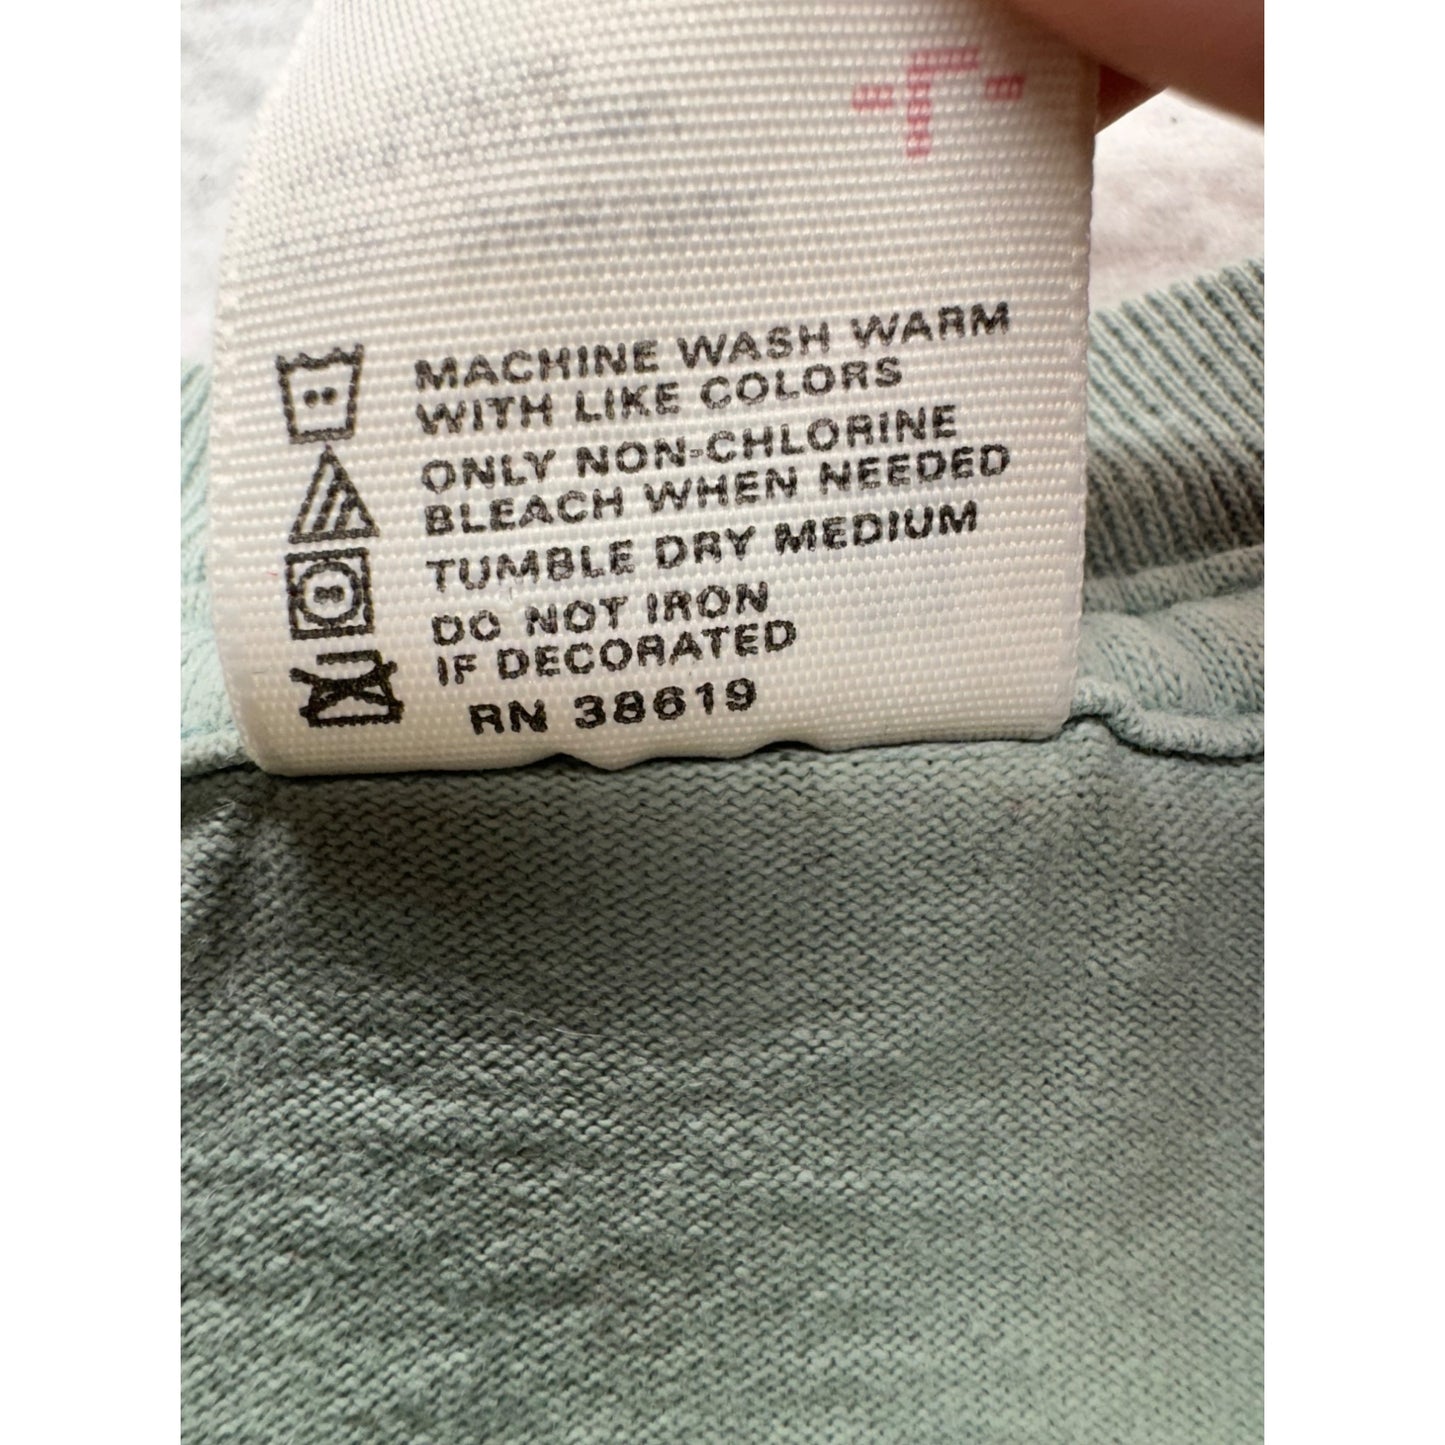 MACHINE WASH WARM
WITH LIKE COLORS
ONLY NON-CHLORINE
BLEACH WHEN NEEDED
TUMBLE DRY MEDIUM
DO NOT IRON
IF DECORATED
RN 38619